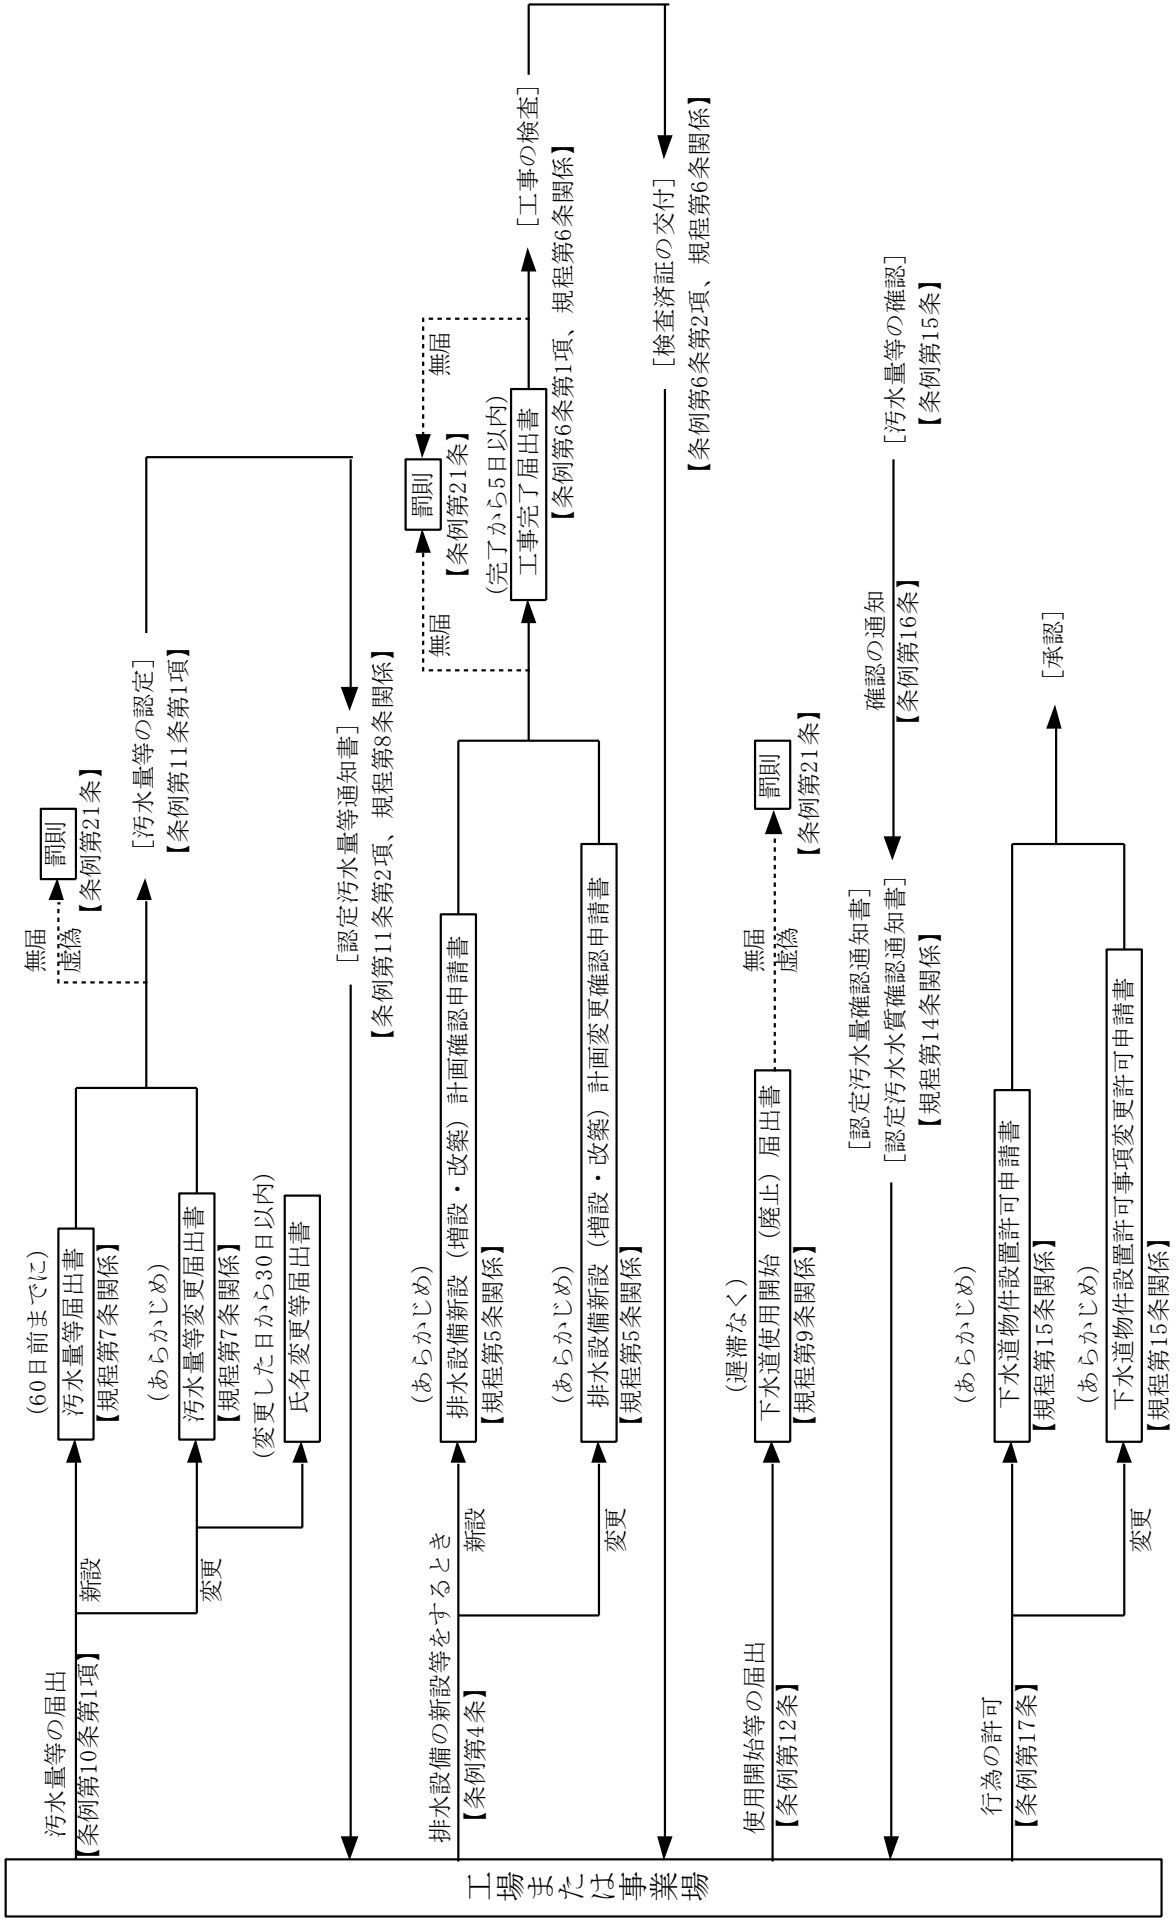 工場または事業場
汚水量等の届出
【条例第10条第1項】
新設
変更
(60日前までに)
汚水量等届出書
【規程第7条関係】
(あらかじめ)
汚水量等変更届出書
【規程第7条関係】
(変更した日から30日以内)
氏名変更等届出書
無届
虚偽
罰則
【条例第21条】
[汚水量等の認定]
【条例第11条第1項】
[認定汚水量等通知書]
【条例第11条第2項、規程第8条関係】
排水設備の新設等をするとき
【条例第4条】
新設
変更
(あらかじめ)
排水設備新設（増設・改築）計画確認申請書
【規程第5条関係】
(あらかじめ)
排水設備新設（増設・改築）計画変更確認申請書
【規程第5条関係】
無届
罰則
【条例第21条】
無届
(完了から5日以内)
工事完了届出書
【条例第6条第1項、規程第6条関係】
[工事の検査]
[検査済証の交付]
【条例第6条第2項、規程第6条関係】
使用開始等の届出
【条例第12条】
(遅滞なく)
下水道使用開始（廃止）届出書
【規程第9条関係】
無届
虚偽
罰則
【条例第21条】
[認定汚水量確認通知書]
[認定汚水水質確認通知書]
【規程第14条関係】
確認の通知
【条例第16条】
[汚水量等の確認]
【条例第15条】
行為の許可
【条例第17条】
変更
(あらかじめ)
下水道物件設置許可申請書
【規程第15条関係】
(あらかじめ)
下水道物件設置許可事項変更許可申請書
【規程第15条関係】
[承認]